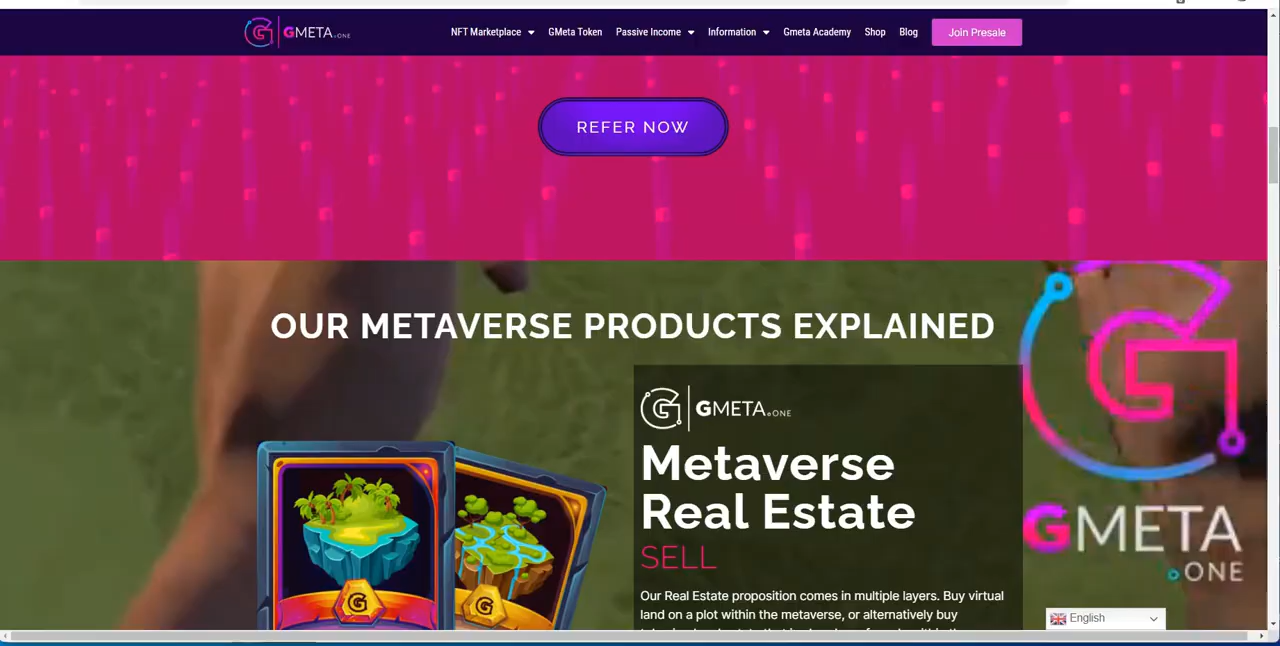 GMETA.ONE
NFT Marketplace
GMeta Token
Passive Income
Information
Gmeta Academy
Shop
Blog
Join Presale
REFER NOW
OUR METAVERSE PRODUCTS EXPLAINED
GMETA.ONE
Metaverse
Real Estate
SELL
Our Real Estate proposition comes in multiple layers. Buy virtual
land on a plot within the metaverse, or alternatively buy
GMETA
.ONE
English